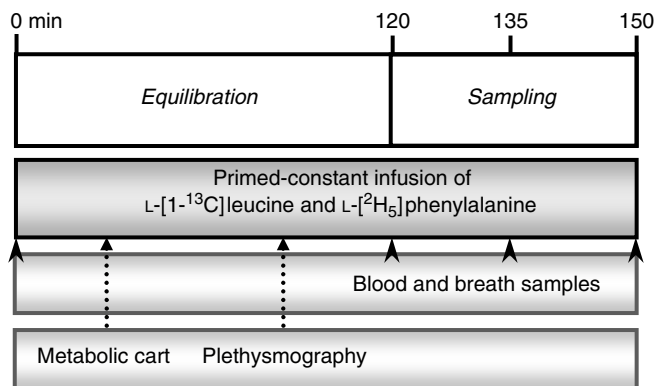 0 min 120 135 150
Equilibration Sampling
Primed-constant infusion of
L-[1-¹³C]leucine and L-[²H₅]phenylalanine
Blood and breath samples
Metabolic cart Plethysmography